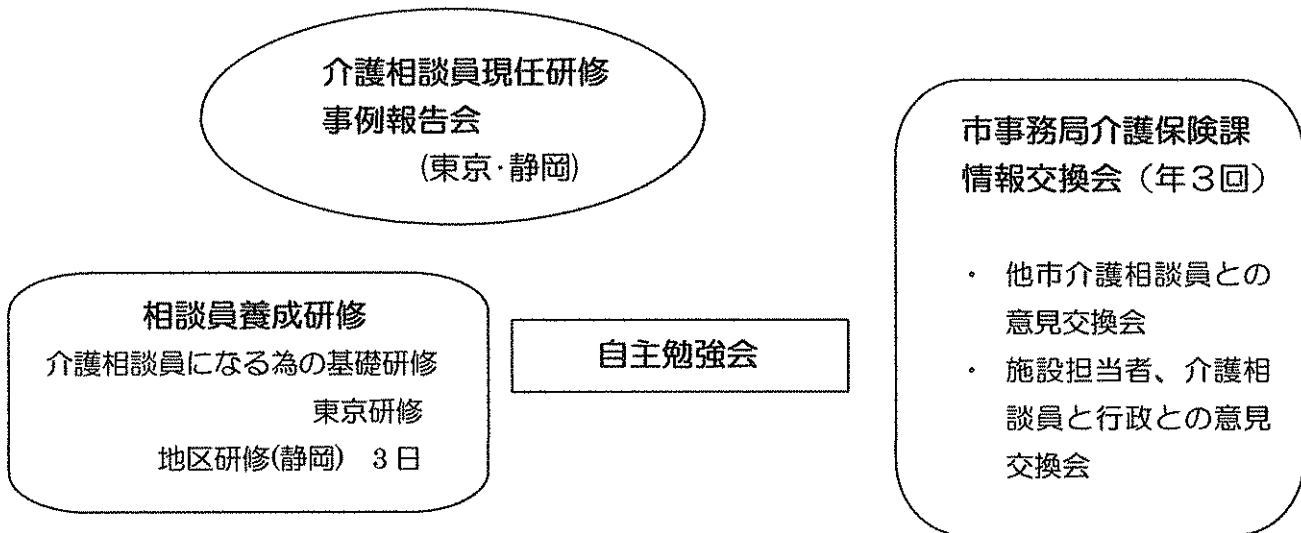 介護相談員現任研修
事例報告会
(東京・静岡)
市事務局介護保険課
情報交換会（年３回）
・ 他市介護相談員との
意見交換会
・ 施設担当者、介護相
談員と行政との意見
交換会
相談員養成研修
介護相談員になる為の基礎研修
東京研修
地区研修(静岡) 3日
自主勉強会